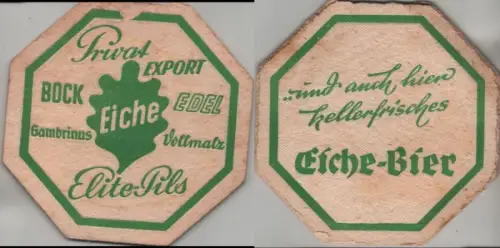 Privat
EXPORT
BOCK
Eiche
EDEL
Gambrinus
Vollmalz
Elite-Pils
„und auch hier
kellerfrisches
Eiche-Bier